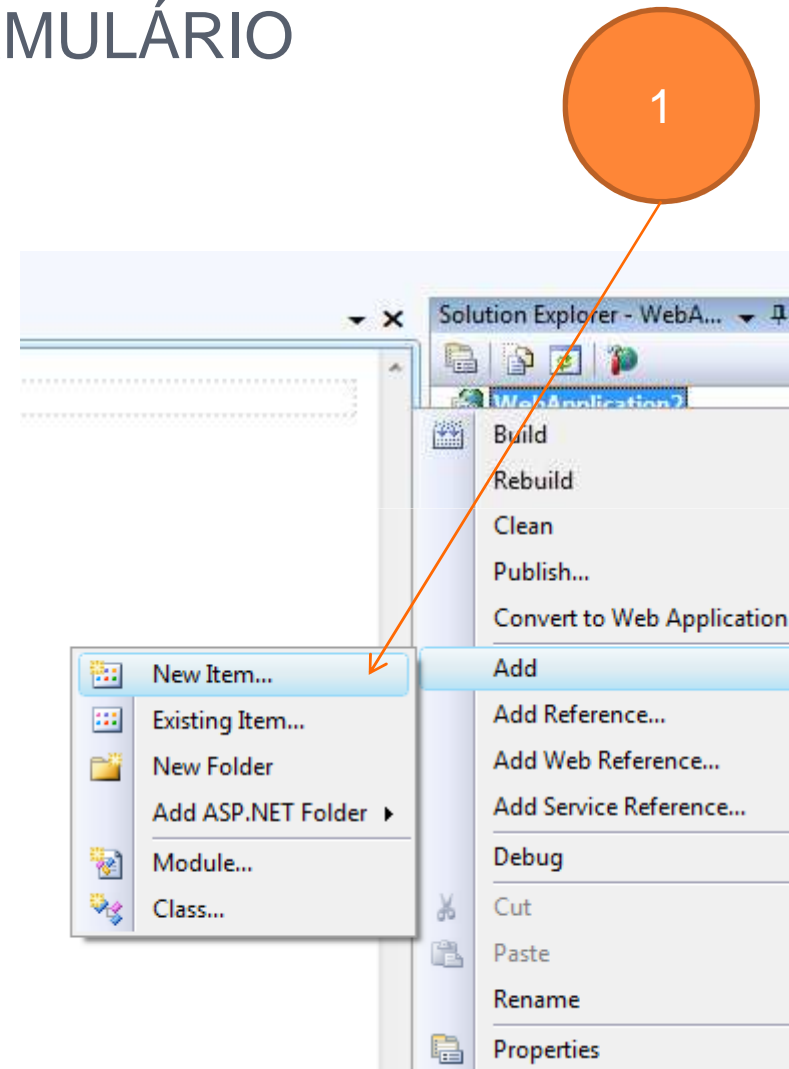 MULÁRIO
1
Solution Explorer - WebA...
WebApplication2
Build
Rebuild
Clean
Publish...
Convert to Web Application
Add
Add Reference...
Add Web Reference...
Add Service Reference...
Debug
Cut
Paste
Rename
Properties
New Item...
Existing Item...
New Folder
Add ASP.NET Folder
Module...
Class...